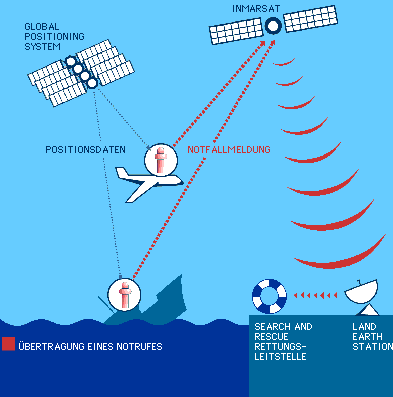 INMARSAT
GLOBAL
POSITIONING
SYSTEM
POSITIONSDATEN
NOTFALLMELDUNG
SEARCH AND
RESCUE
RETTUNGS-
LEITSTELLE
LAND
EARTH
STATION
ÜBERTRAGUNG EINES NOTRUFES